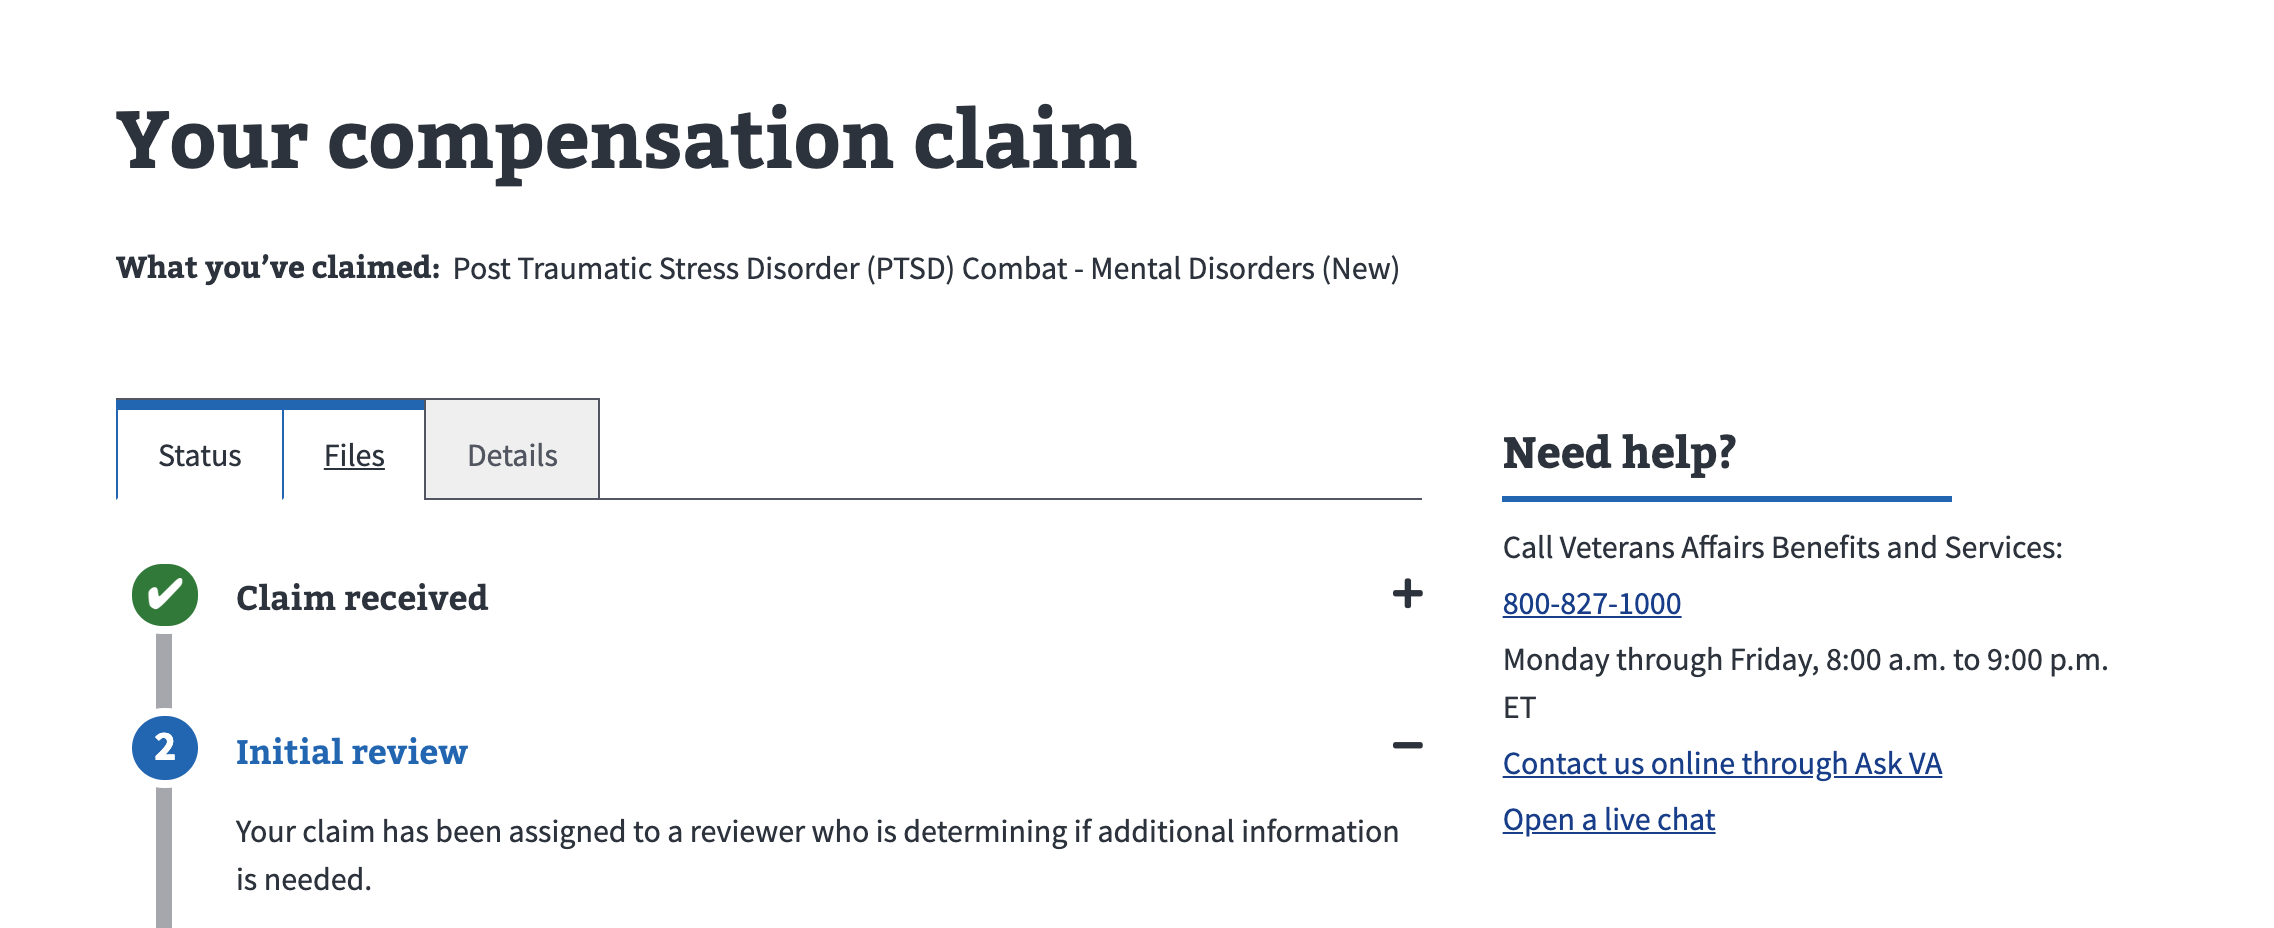 Your compensation claim
What you’ve claimed: Post Traumatic Stress Disorder (PTSD) Combat - Mental Disorders (New)
Status
Files
Details
✔ Claim received +
2 Initial review −
Your claim has been assigned to a reviewer who is determining if additional information
is needed.
Need help?
Call Veterans Affairs Benefits and Services:
800-827-1000
Monday through Friday, 8:00 a.m. to 9:00 p.m.
ET
Contact us online through Ask VA
Open a live chat